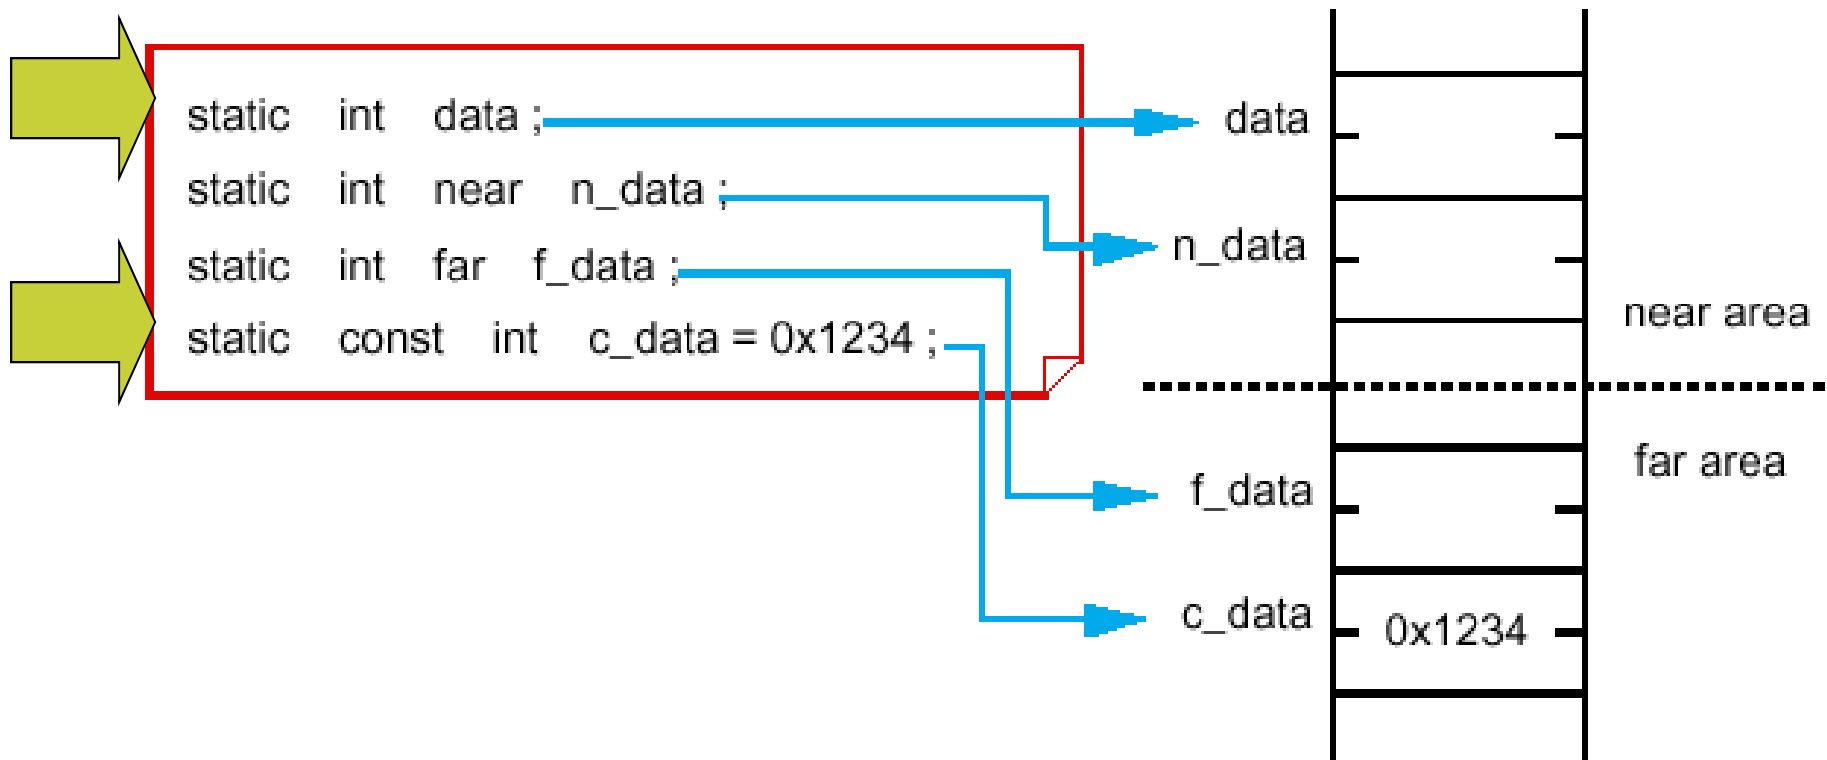 static int data ;
static int near n_data ;
static int far f_data ;
static const int c_data = 0x1234 ;
data
n_data
near area
far area
f_data
c_data
0x1234